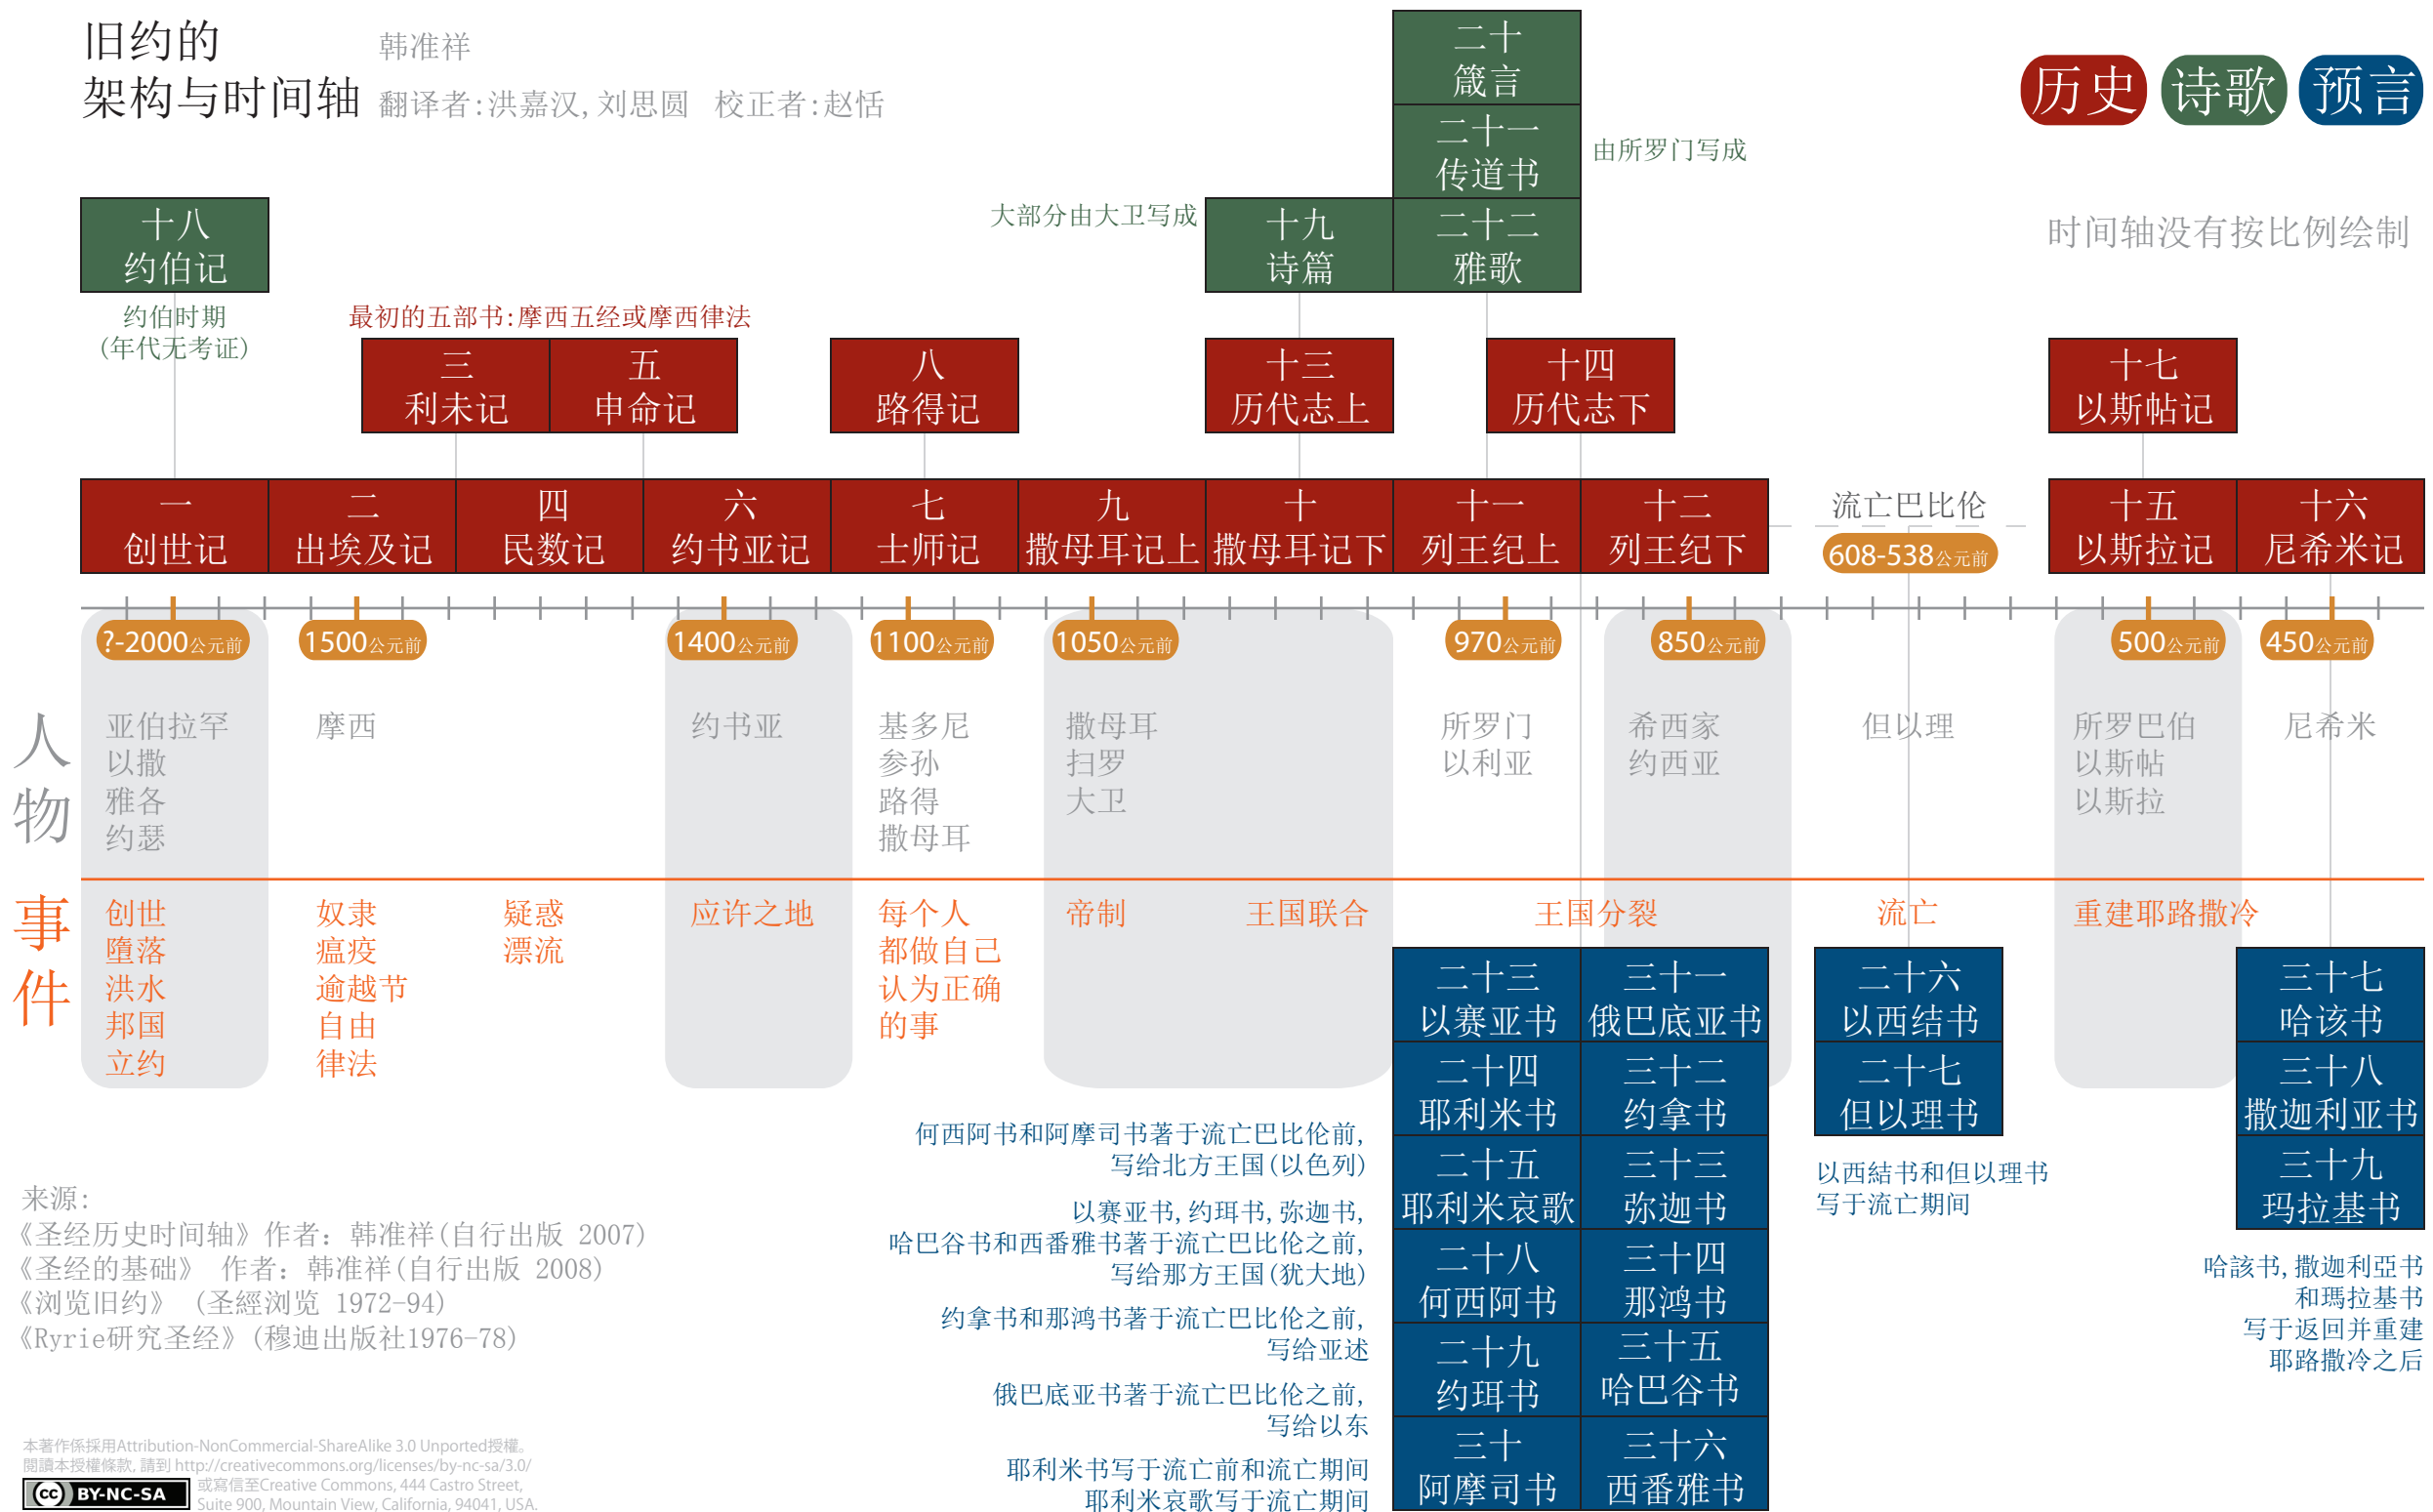 旧约的
架构与时间轴
韩准祥
翻译者:洪嘉汉,刘思圆 校正者:赵恬
历史
诗歌
预言
时间轴没有按比例绘制
二十
箴言
二十一
传道书
由所罗门写成
大部分由大卫写成
十八
约伯记
十九
诗篇
二十二
雅歌
约伯时期
(年代无考证)
最初的五部书:摩西五经或摩西律法
三
利未记
五
申命记
八
路得记
十三
历代志上
十四
历代志下
十七
以斯帖记
一
创世记
二
出埃及记
四
民数记
六
约书亚记
七
士师记
九
撒母耳记上
十
撒母耳记下
十一
列王纪上
十二
列王纪下
流亡巴比伦
608-538公元前
十五
以斯拉记
十六
尼希米记
?-2000公元前
1500公元前
1400公元前
1100公元前
1050公元前
970公元前
850公元前
500公元前
450公元前
人物
亚伯拉罕
以撒
雅各
约瑟
摩西
约书亚
基多尼
参孙
路得
撒母耳
撒母耳
扫罗
大卫
所罗门
以利亚
希西家
约西亚
但以理
所罗巴伯
以斯帖
以斯拉
尼希米
事件
创世
墮落
洪水
邦国
立约
奴隶
瘟疫
逾越节
自由
律法
疑惑
漂流
应许之地
每个人
都做自己
认为正确
的事
帝制
王国联合
王国分裂
流亡
重建耶路撒冷
二十三
以赛亚书
三十一
俄巴底亚书
二十四
耶利米书
三十二
约拿书
二十五
耶利米哀歌
三十三
弥迦书
二十八
何西阿书
三十四
那鸿书
二十九
约珥书
三十五
哈巴谷书
三十
阿摩司书
三十六
西番雅书
二十六
以西结书
二十七
但以理书
以西結书和但以理书
写于流亡期间
三十七
哈该书
三十八
撒迦利亚书
三十九
玛拉基书
哈該书,撒迦利亞书
和瑪拉基书
写于返回并重建
耶路撒冷之后
何西阿书和阿摩司书著于流亡巴比伦前,
写给北方王国(以色列)
以赛亚书,约珥书,弥迦书,
哈巴谷书和西番雅书著于流亡巴比伦之前,
写给那方王国(犹大地)
约拿书和那鸿书著于流亡巴比伦之前,
写给亚述
俄巴底亚书著于流亡巴比伦之前,
写给以东
耶利米书写于流亡前和流亡期间
耶利米哀歌写于流亡期间
来源:
《圣经历史时间轴》作者：韩准祥(自行出版 2007)
《圣经的基础》 作者：韩准祥(自行出版 2008)
《浏览旧约》 (圣經浏览 1972-94)
《Ryrie研究圣经》(穆迪出版社1976-78)
本著作係採用Attribution-NonCommercial-ShareAlike 3.0 Unported授權。
閱讀本授權條款,請到 http://creativecommons.org/licenses/by-nc-sa/3.0/
或寫信至Creative Commons, 444 Castro Street,
Suite 900, Mountain View, California, 94041, USA.
cc BY-NC-SA